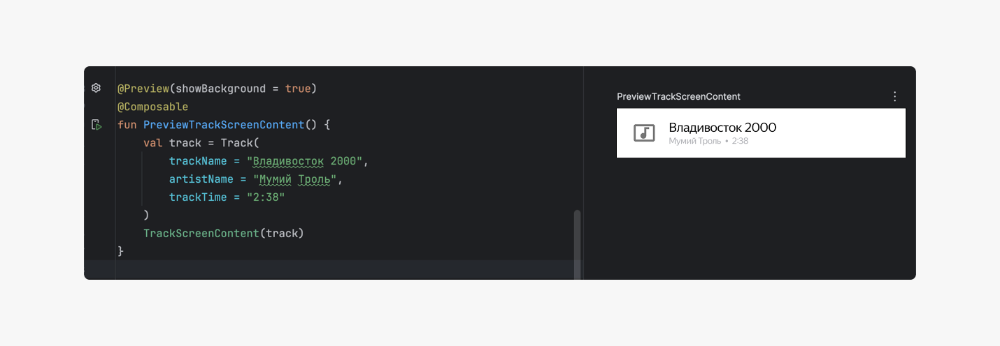 @Preview(showBackground = true)
@Composable
fun PreviewTrackScreenContent() {
    val track = Track(
        trackName = "Владивосток 2000",
        artistName = "Мумий Троль",
        trackTime = "2:38"
    )
    TrackScreenContent(track)
}
PreviewTrackScreenContent
Владивосток 2000
Мумий Троль • 2:38